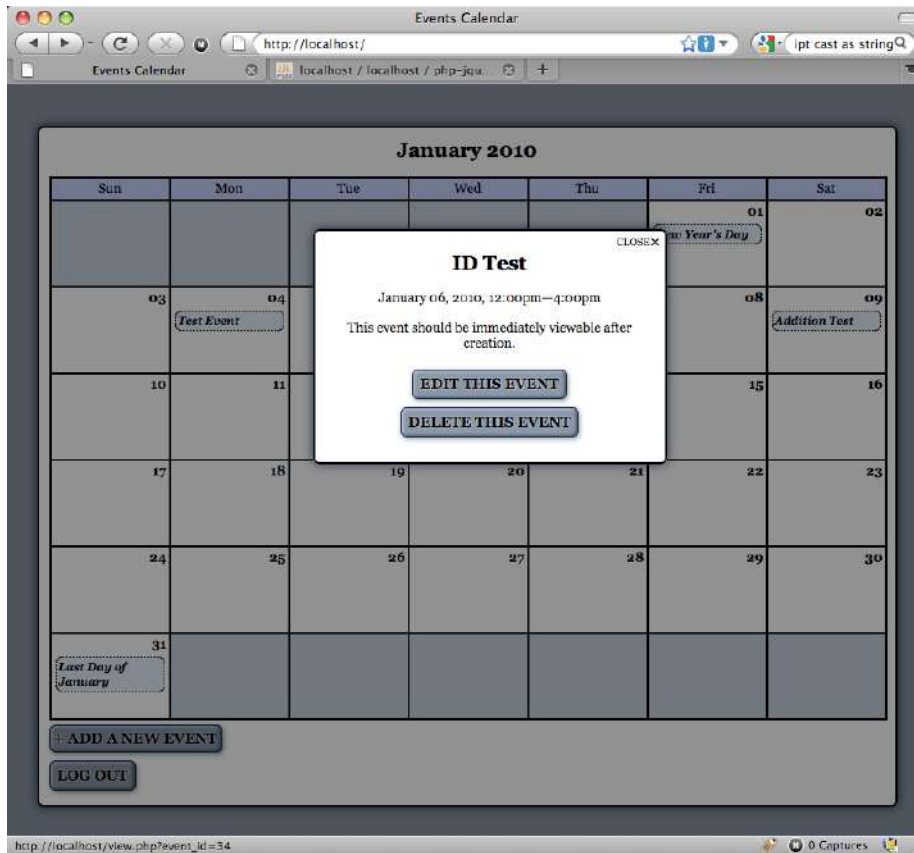 Events Calendar
http://localhost/
ipt cast as string
Events Calendar
localhost / localhost / php-jqu...
+
January 2010
Sun Mon Tue Wed Thu Fri Sat
01 02
Year's Day
CLOSE X
ID Test
January 06, 2010, 12:00pm—4:00pm
This event should be immediately viewable after
creation.
EDIT THIS EVENT
DELETE THIS EVENT
03 04 08 09
Test Event Addition Test
10 11 15 16
17 18 19 20 21 22 23
24 25 26 27 28 29 30
31
Last Day of
January
+ ADD A NEW EVENT
LOG OUT
http://localhost/view.php?event_id=34
0 Captures